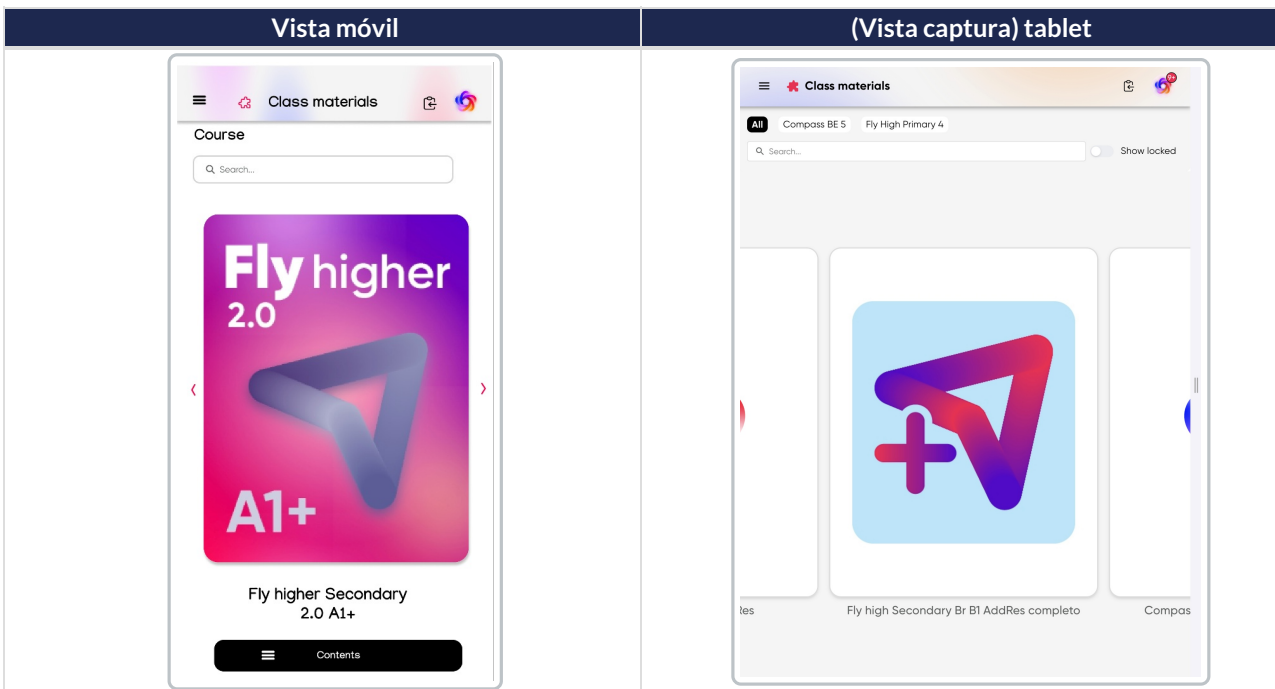 Vista móvil
(Vista captura) tablet
Class materials
Course
Search...
Fly higher
2.0
A1+
Fly higher Secondary
2.0 A1+
Contents
Class materials
9+
All Compass BE 5 Fly High Primary 4
Search...
Show locked
Res
Fly high Secondary Br B1 AddRes completo
Compas